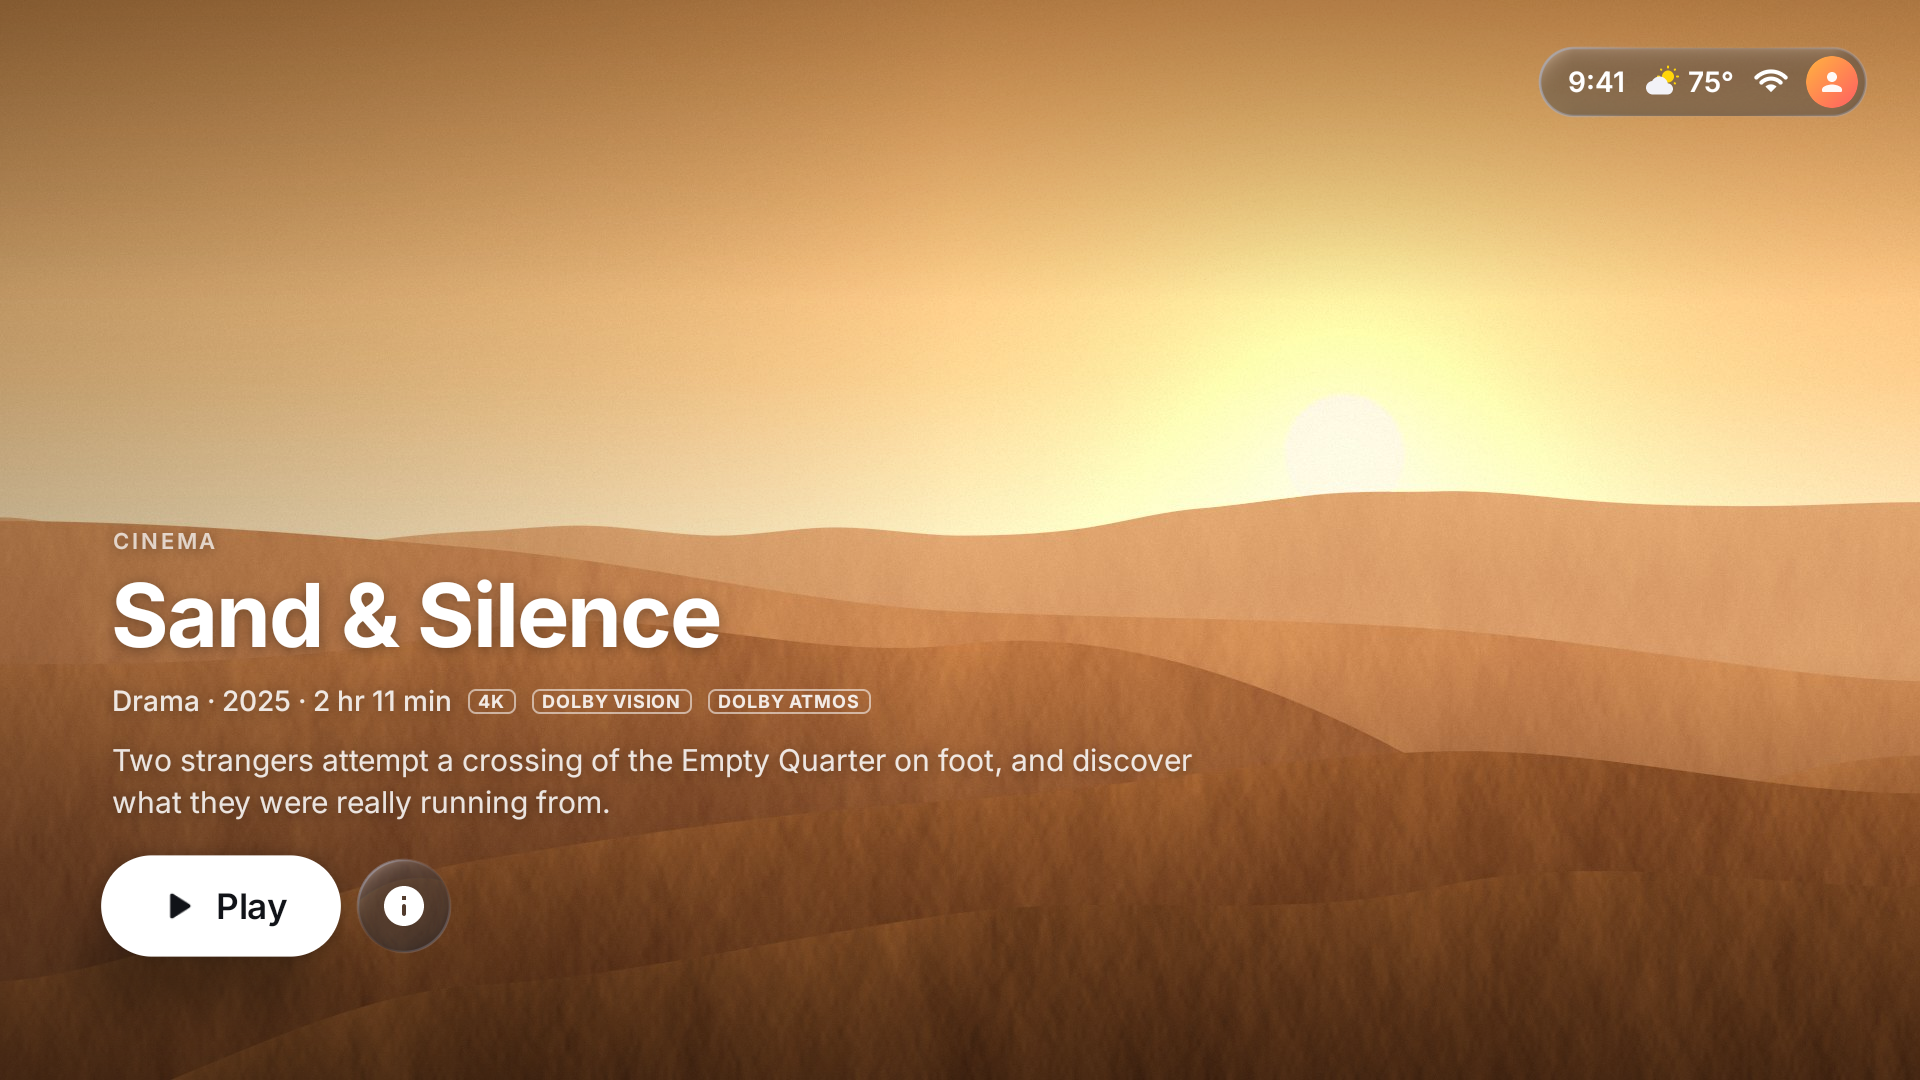 9:41 75°
CINEMA
Sand & Silence
Drama · 2025 · 2 hr 11 min 4K DOLBY VISION DOLBY ATMOS
Two strangers attempt a crossing of the Empty Quarter on foot, and discover
what they were really running from.
Play